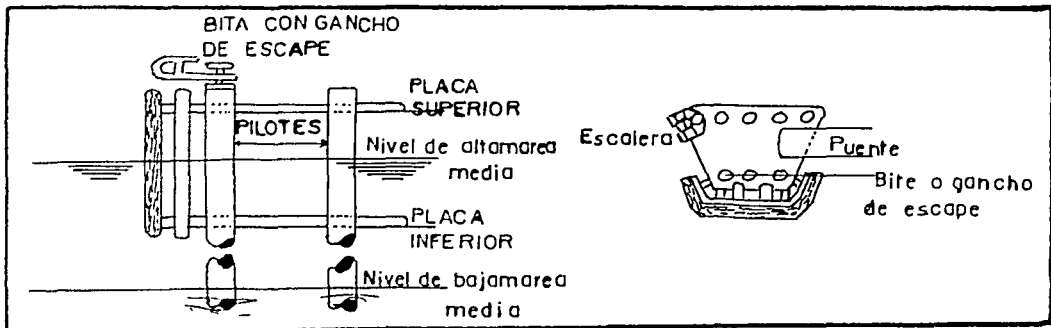 BITA CON GANCHO
DE ESCAPE
PLACA
SUPERIOR
PILOTES
Nivel de altamarea
media
PLACA
INFERIOR
Nivel de bajamarea
media
Escalera
Puente
Bite o gancho
de escape